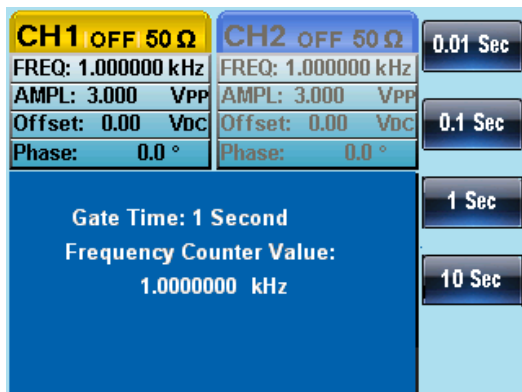 CH1 OFF 50 Ω CH2 OFF 50 Ω
FREQ: 1.000000 kHz FREQ: 1.000000 kHz
AMPL: 3.000 VPP AMPL: 3.000 VPP
Offset: 0.00 VDC Offset: 0.00 VDC
Phase: 0.0 ° Phase: 0.0 °
Gate Time: 1 Second
Frequency Counter Value:
1.0000000 kHz
0.01 Sec
0.1 Sec
1 Sec
10 Sec